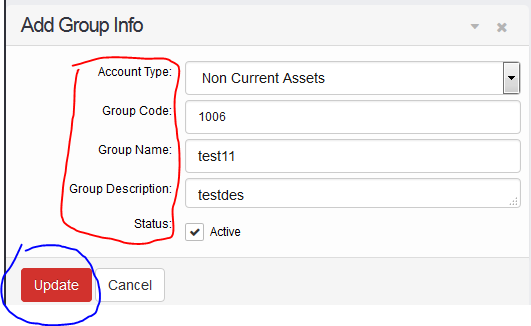 Add Group Info
Account Type: Non Current Assets
Group Code: 1006
Group Name: test11
Group Description: testdes
Status: Active
Update Cancel